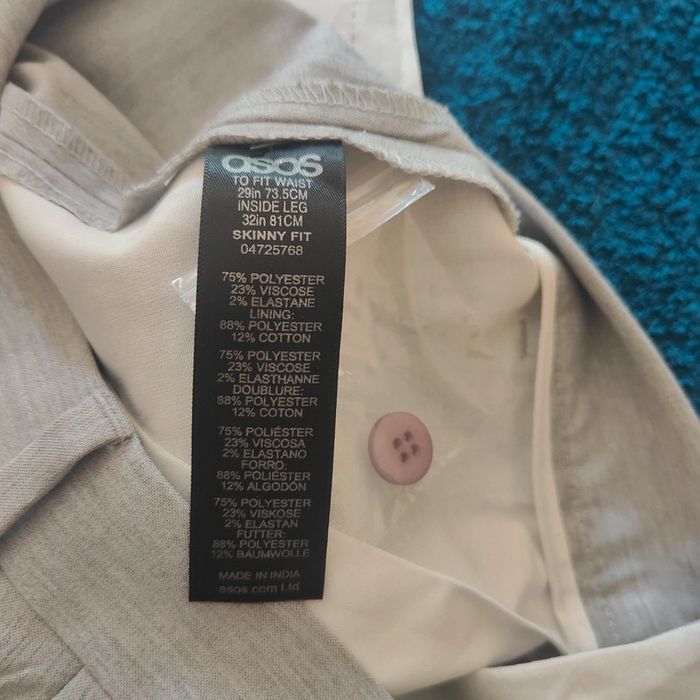 asos
TO FIT WAIST
29in 73.5CM
INSIDE LEG
32in 81CM
SKINNY FIT
04725768
75% POLYESTER
23% VISCOSE
2% ELASTANE
LINING:
88% POLYESTER
12% COTTON
75% POLYESTER
23% VISCOSE
2% ELASTHANNE
DOUBLURE:
88% POLYESTER
12% COTON
75% POLIÉSTER
23% VISCOSA
2% ELASTANO
FORRO:
88% POLIÉSTER
12% ALGODÓN
75% POLYESTER
23% VISKOSE
2% ELASTAN
FUTTER:
88% POLYESTER
12% BAUMWOLLE
MADE IN INDIA
asos.com Ltd